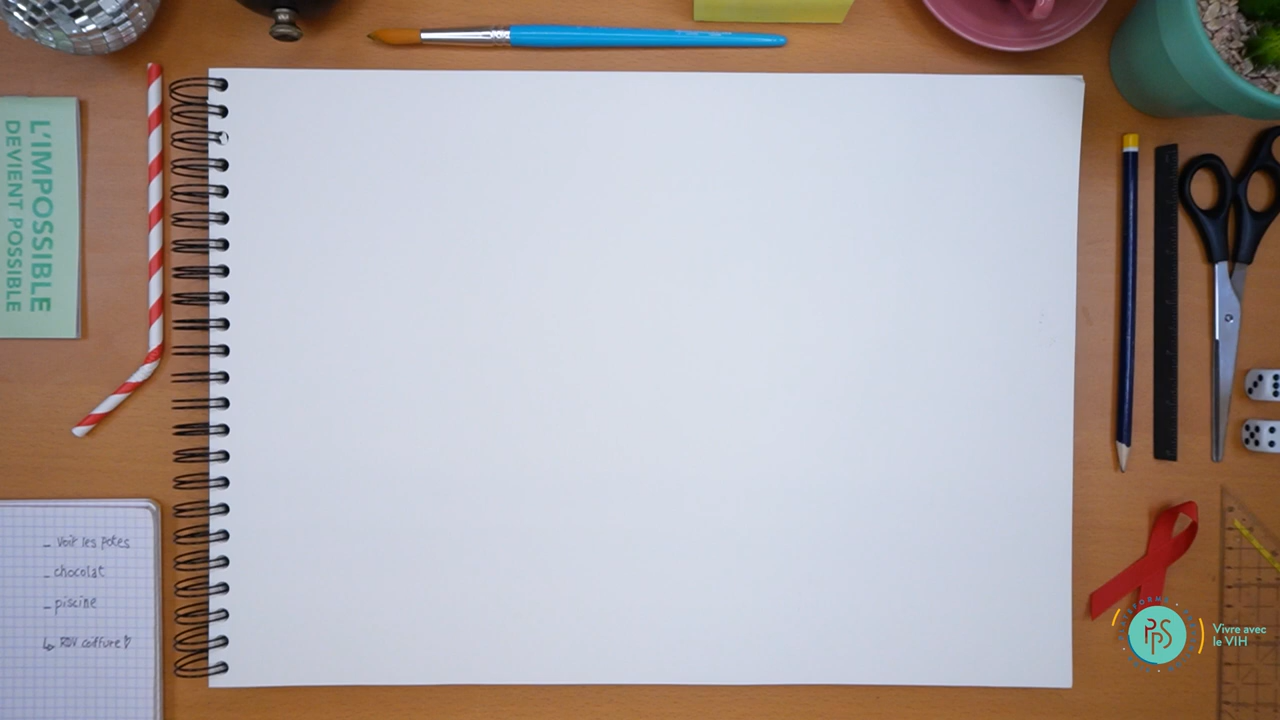 L'IMPOSSIBLE
DEVIENT POSSIBLE
_ voir les potes
_ chocolat
_ piscine
↳ RDV coiffure♡
PPS
Vivre avec
le VIH